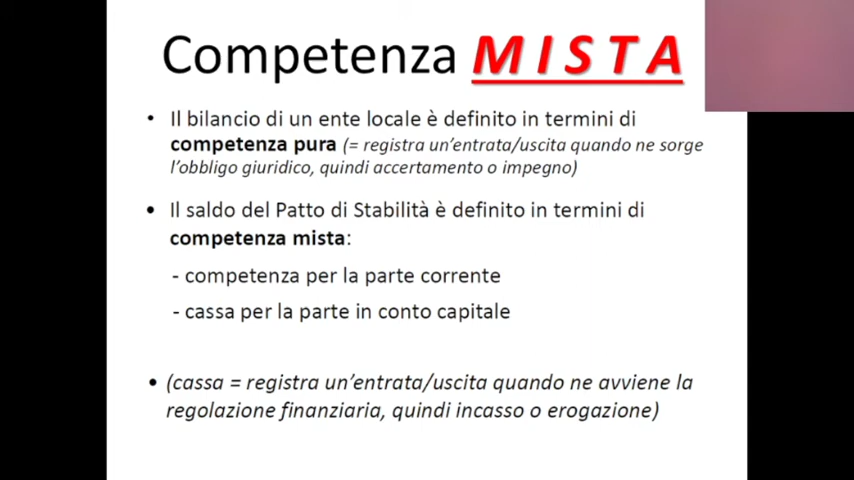 Competenza M I S T A
• Il bilancio di un ente locale è definito in termini di
competenza pura (= registra un'entrata/uscita quando ne sorge
l'obbligo giuridico, quindi accertamento o impegno)
• Il saldo del Patto di Stabilità è definito in termini di
competenza mista:
- competenza per la parte corrente
- cassa per la parte in conto capitale
• (cassa = registra un'entrata/uscita quando ne avviene la
regolazione finanziaria, quindi incasso o erogazione)